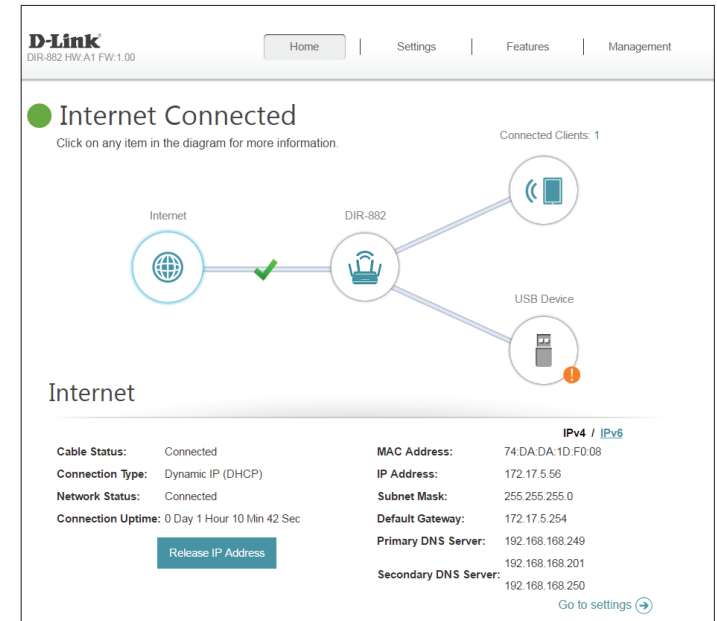 D-Link
DIR-882 HW:A1 FW:1.00
Home | Settings | Features | Management
Internet Connected
Click on any item in the diagram for more information.
Connected Clients: 1
Internet
DIR-882
USB Device
Internet
IPv4 / IPv6
Cable Status: Connected
Connection Type: Dynamic IP (DHCP)
Network Status: Connected
Connection Uptime: 0 Day 1 Hour 10 Min 42 Sec
Release IP Address
MAC Address: 74:DA:DA:1D:F0:08
IP Address: 172.17.5.56
Subnet Mask: 255.255.255.0
Default Gateway: 172.17.5.254
Primary DNS Server: 192.168.168.249
Secondary DNS Server: 192.168.168.201
192.168.168.250
Go to settings